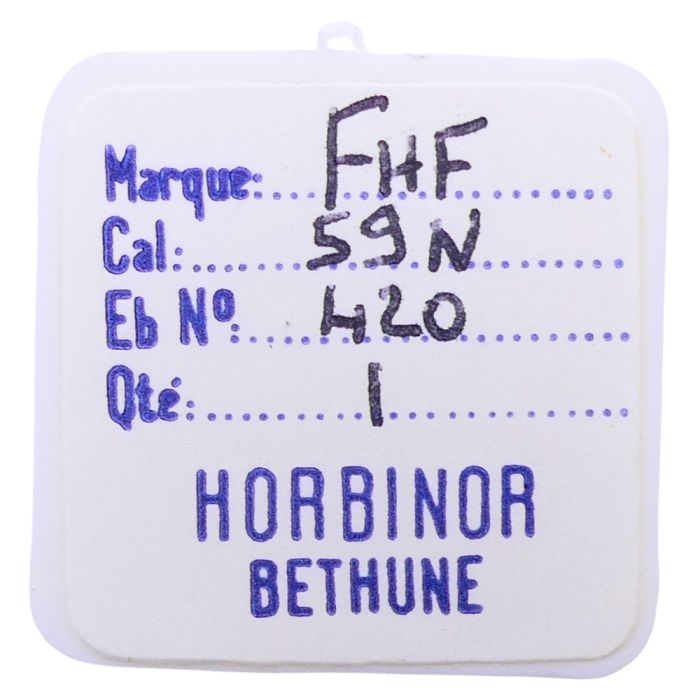 Marque: FHF
Cal: 59N
Eb Nº: 420
Qté: 1
HORBINOR
BETHUNE